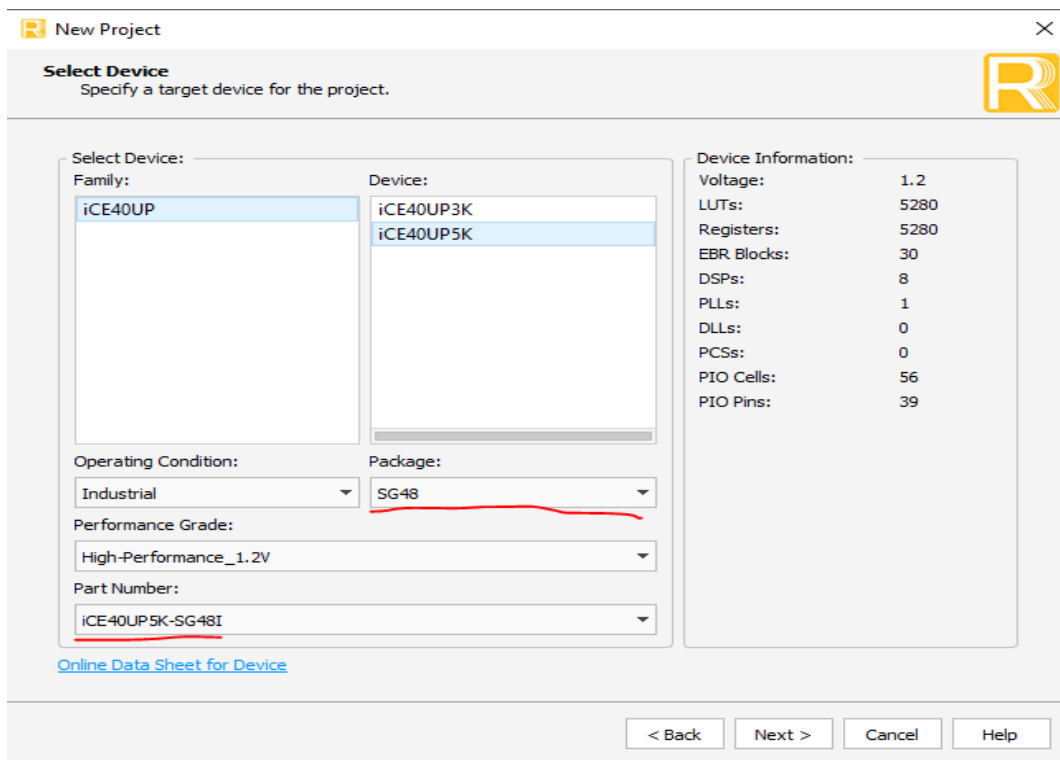 New Project
Select Device
Specify a target device for the project.
Select Device:
Family:
iCE40UP
Device:
iCE40UP3K
iCE40UP5K
Operating Condition:
Industrial
Package:
SG48
Performance Grade:
High-Performance_1.2V
Part Number:
iCE40UP5K-SG48I
Device Information:
Voltage: 1.2
LUTs: 5280
Registers: 5280
EBR Blocks: 30
DSPs: 8
PLLs: 1
DLLs: 0
PCSs: 0
PIO Cells: 56
PIO Pins: 39
Online Data Sheet for Device
< Back Next > Cancel Help